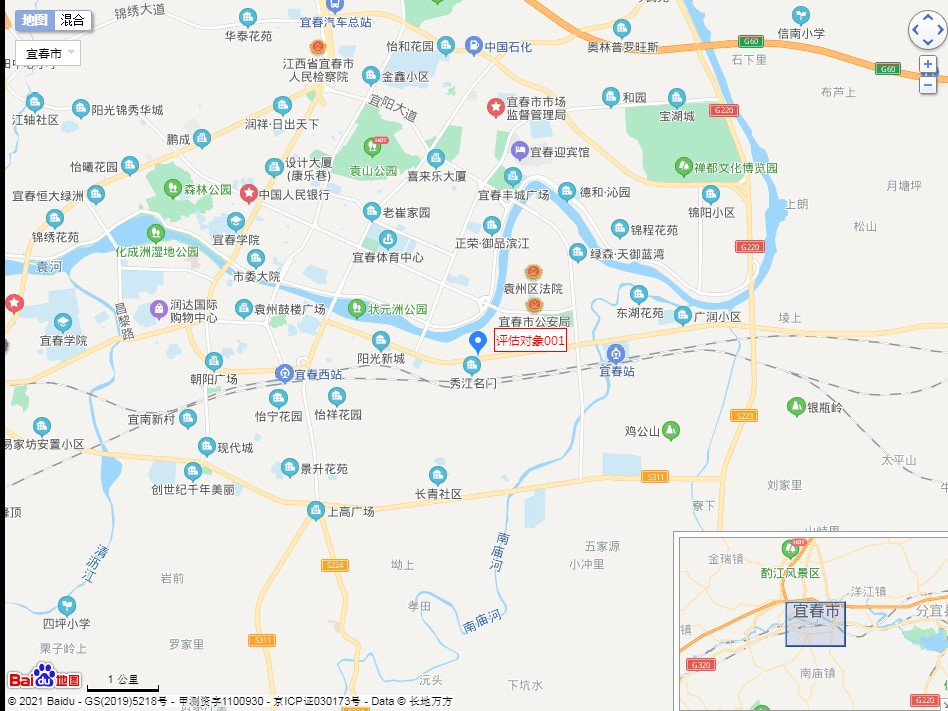 地图
混合
宜春市
锦绣大道
华泰花苑
宜春汽车总站
怡和花园
中国石化
奥林普罗旺斯
G60
信南小学
石下里
G60
江西省宜春市
人民检察院
金鑫小区
布芦上
江轴社区
阳光锦秀华城
润祥·日出天下
宜阳大道
宜春市市场
监督管理局
和园
宝湖城
G220
鹏成
HOT
袁山公园
喜来乐大厦
宜春迎宾馆
怡曦花园
设计大厦
(康乐巷)
禅都文化博览园
宜春恒大绿洲
森林公园
中国人民银行
宜春丰城广场
德和·沁园
月塘坪
上朗
锦绣花苑
宜春学院
老崔家园
锦阳小区
松山
化成洲湿地公园
宜春体育中心
正荣·御品滨江
锦程花苑
绿森·天御蓝湾
G220
袁河
市委大院
袁州区法院
昌黎路
润达国际
购物中心
袁州鼓楼广场
状元洲公园
宜春市公安局
东湖花苑
广润小区
堎上
宜春学院
阳光新城
评估对象001
朝阳广场
宜春西站
秀江名门
宜春站
宜南新村
怡宁花园
怡祥花园
S223
银瓶岭
鸡公山
易家坊安置小区
现代城
太平山
创世纪千年美丽
景升花苑
长青社区
S311
刘家里
上高广场
寮下
清沥江
S224
南庙河
五家源
小冲里
坳上
岩前
孝田
四坪小学
南庙河
栗子岭上
罗家里
S311
沅头
下坑水
金瑞镇
HOT
酌江风景区
洋江镇
宜春市
分宜县
镇
G320
南庙镇
G220
Bai du 地图
1 公里
© 2021 Baidu - GS(2019)5218号 - 甲测资字1100930 - 京ICP证030173号 - Data © 长地万方